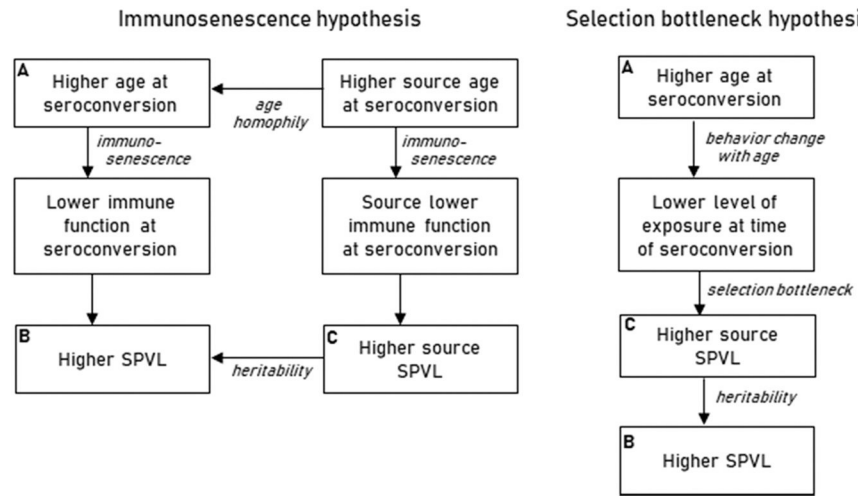 Immunosenescence hypothesis
A
Higher age at
seroconversion
age
homophily
Higher source age
at seroconversion
immuno-
senescence
immuno-
senescence
Lower immune
function at
seroconversion
Source lower
immune function
at seroconversion
B
Higher SPVL
heritability
C
Higher source
SPVL
Selection bottleneck hypothesi
A
Higher age at
seroconversion
behavior change
with age
Lower level of
exposure at time
of seroconversion
selection bottleneck
C
Higher source
SPVL
heritability
B
Higher SPVL